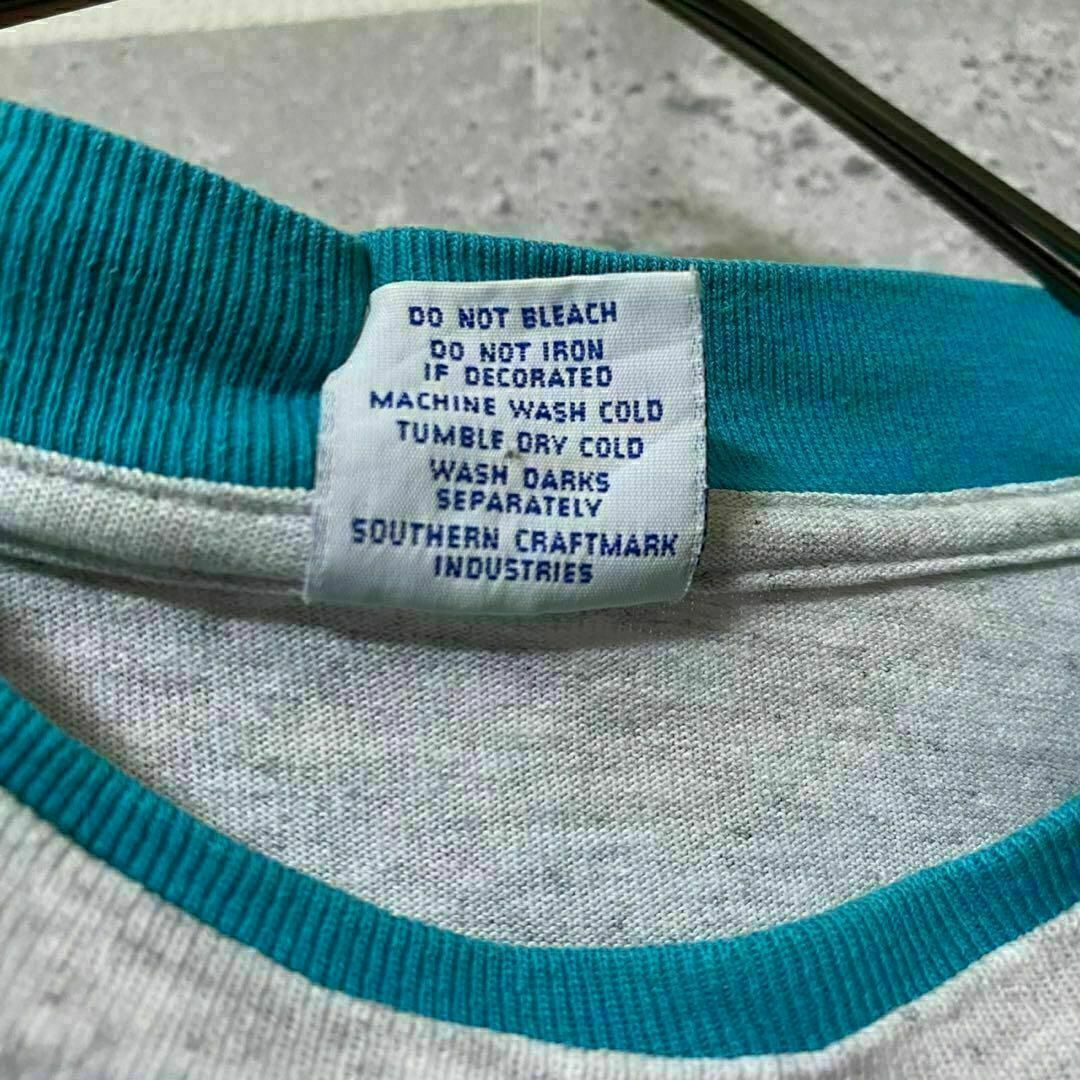 DO NOT BLEACH
DO NOT IRON
IF DECORATED
MACHINE WASH COLD
TUMBLE DRY COLD
WASH DARKS
SEPARATELY
SOUTHERN CRAFTMARK
INDUSTRIES